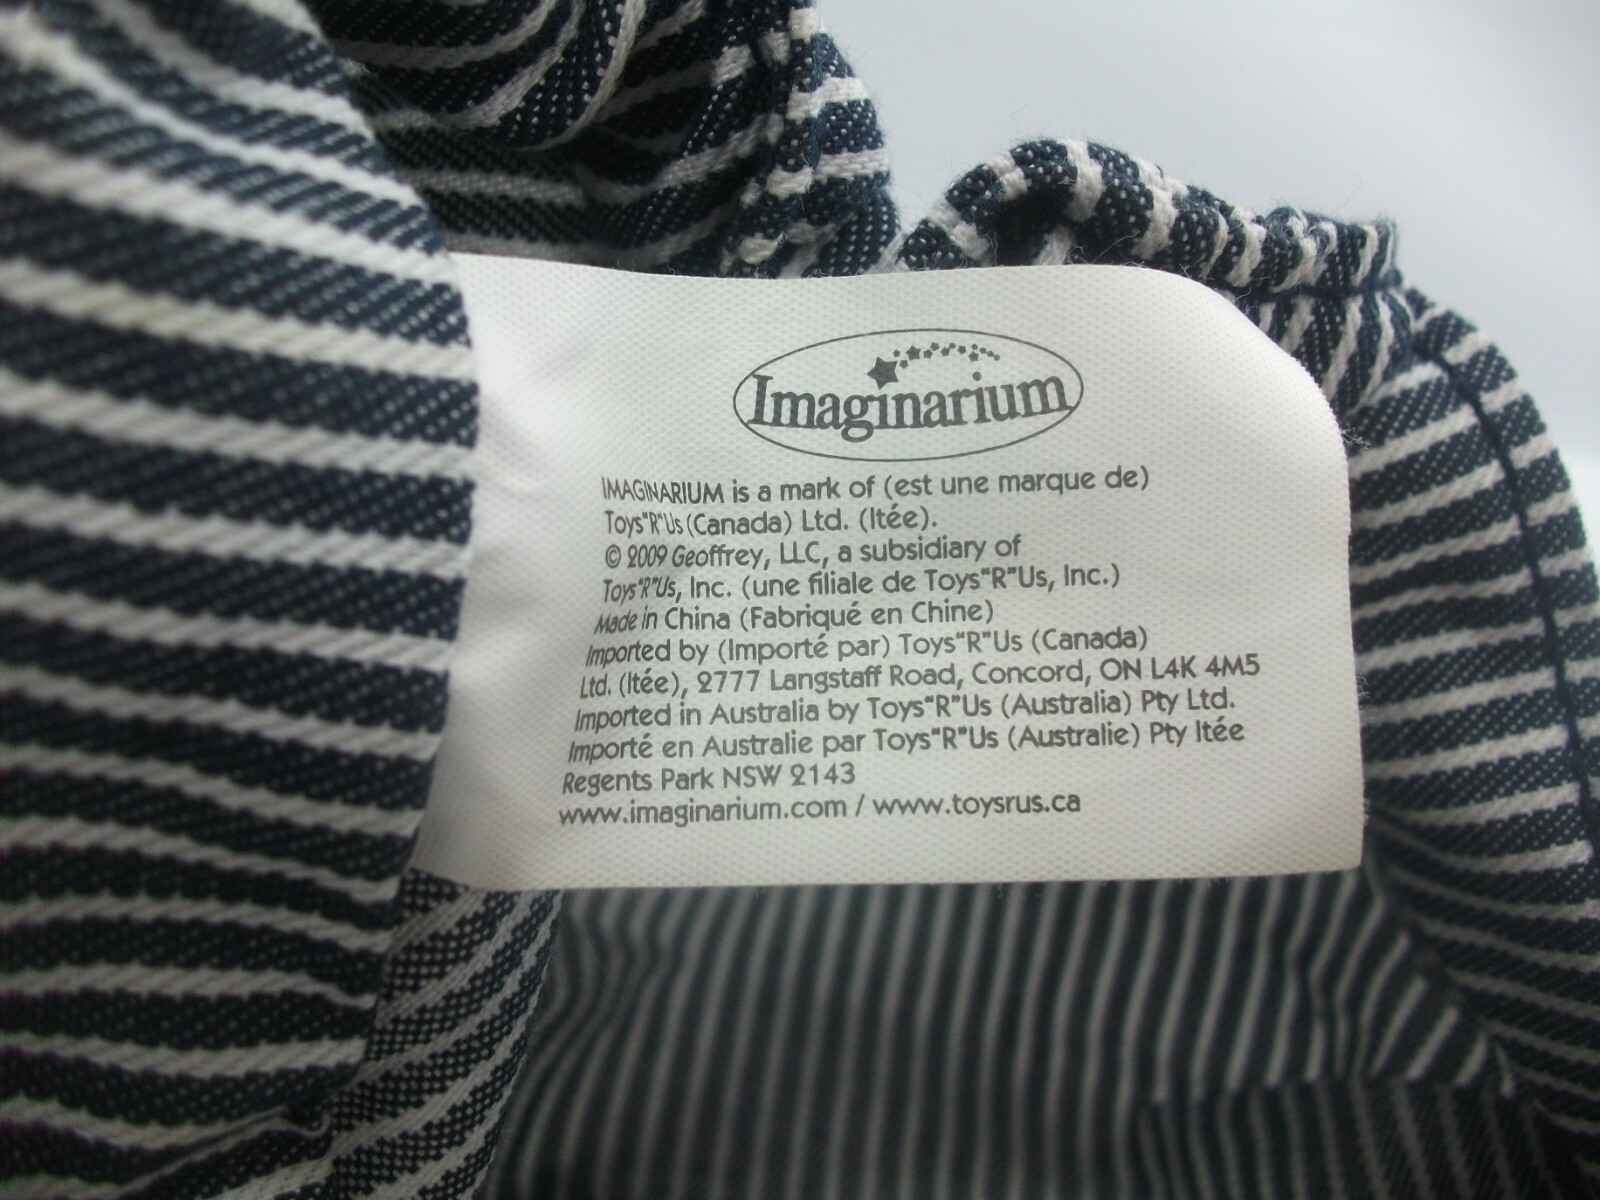 Imaginarium
IMAGINARIUM is a mark of (est une marque de)
Toys"R"Us (Canada) Ltd. (ltée).
© 2009 Geoffrey, LLC, a subsidiary of
Toys"R"Us, Inc. (une filiale de Toys"R"Us, Inc.)
Made in China (Fabriqué en Chine)
Imported by (Importé par) Toys"R"Us (Canada)
Ltd. (ltée), 2777 Langstaff Road, Concord, ON L4K 4M5
Imported in Australia by Toys"R"Us (Australia) Pty Ltd.
Importé en Australie par Toys"R"Us (Australie) Pty ltée
Regents Park NSW 2143
www.imaginarium.com / www.toysrus.ca